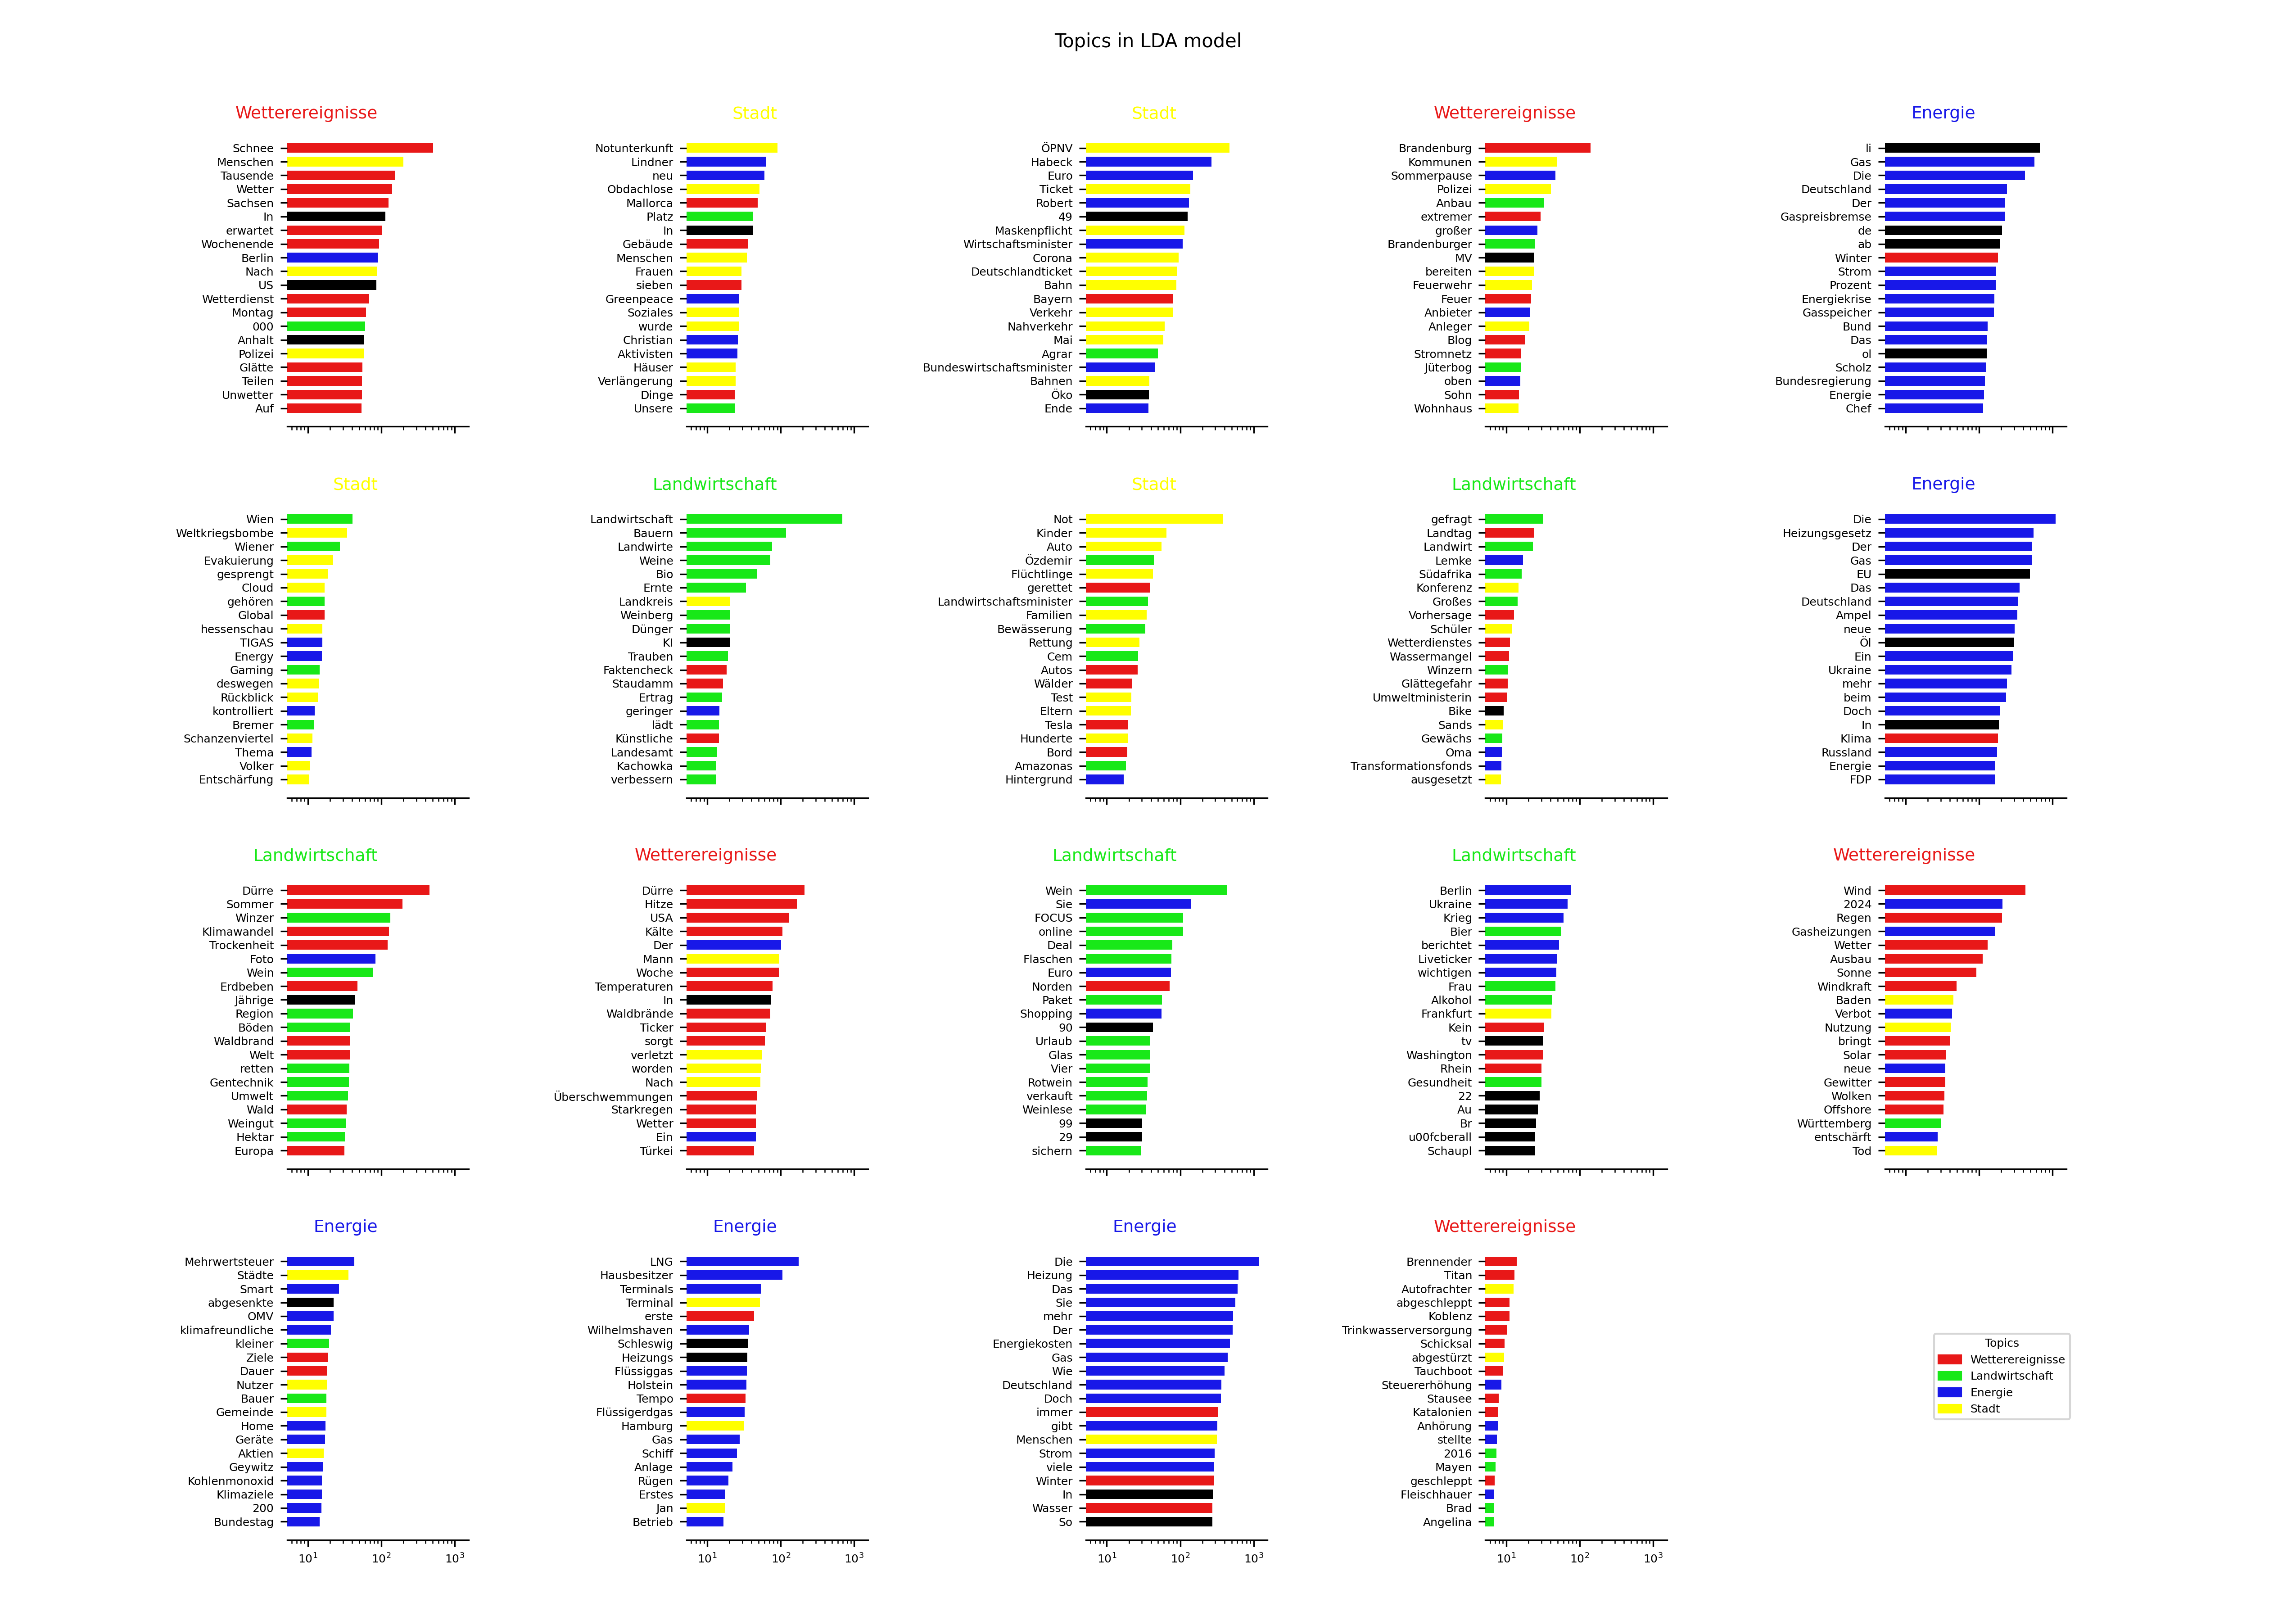 Topics in LDA model
Wetterereignisse
Schnee
Menschen
Tausende
Wetter
Sachsen
In
erwartet
Wochenende
Berlin
Nach
US
Wetterdienst
Montag
000
Anhalt
Polizei
Glätte
Teilen
Unwetter
Auf
Stadt
Notunterkunft
Lindner
neu
Obdachlose
Mallorca
Platz
In
Gebäude
Menschen
Frauen
sieben
Greenpeace
Soziales
wurde
Christian
Aktivisten
Häuser
Verlängerung
Dinge
Unsere
Stadt
ÖPNV
Habeck
Euro
Ticket
Robert
49
Maskenpflicht
Wirtschaftsminister
Corona
Deutschlandticket
Bahn
Bayern
Verkehr
Nahverkehr
Mai
Agrar
Bundeswirtschaftsminister
Bahnen
Öko
Ende
Wetterereignisse
Brandenburg
Kommunen
Sommerpause
Polizei
Anbau
extremer
großer
Brandenburger
MV
bereiten
Feuerwehr
Feuer
Anbieter
Anleger
Blog
Stromnetz
Jüterbog
oben
Sohn
Wohnhaus
Energie
li
Gas
Die
Deutschland
Der
Gaspreisbremse
de
ab
Winter
Strom
Prozent
Energiekrise
Gasspeicher
Bund
Das
ol
Scholz
Bundesregierung
Energie
Chef
Stadt
Wien
Weltkriegsbombe
Wiener
Evakuierung
gesprengt
Cloud
gehören
Global
hessenschau
TIGAS
Energy
Gaming
deswegen
Rückblick
kontrolliert
Bremer
Schanzenviertel
Thema
Volker
Entschärfung
Landwirtschaft
Landwirtschaft
Bauern
Landwirte
Weine
Bio
Ernte
Landkreis
Weinberg
Dünger
KI
Trauben
Faktencheck
Staudamm
Ertrag
geringer
lädt
Künstliche
Landesamt
Kachowka
verbessern
Stadt
Not
Kinder
Auto
Özdemir
Flüchtlinge
gerettet
Landwirtschaftsminister
Familien
Bewässerung
Rettung
Cem
Autos
Wälder
Test
Eltern
Tesla
Hunderte
Bord
Amazonas
Hintergrund
Landwirtschaft
gefragt
Landtag
Landwirt
Lemke
Südafrika
Konferenz
Großes
Vorhersage
Schüler
Wetterdienstes
Wassermangel
Winzern
Glättegefahr
Umweltministerin
Bike
Sands
Gewächs
Oma
Transformationsfonds
ausgesetzt
Energie
Die
Heizungsgesetz
Der
Gas
EU
Das
Deutschland
Ampel
neue
Öl
Ein
Ukraine
mehr
beim
Doch
In
Klima
Russland
Energie
FDP
Landwirtschaft
Dürre
Sommer
Winzer
Klimawandel
Trockenheit
Foto
Wein
Erdbeben
Jährige
Region
Böden
Waldbrand
Welt
retten
Gentechnik
Umwelt
Wald
Weingut
Hektar
Europa
Wetterereignisse
Dürre
Hitze
USA
Kälte
Der
Mann
Woche
Temperaturen
In
Waldbrände
Ticker
sorgt
verletzt
worden
Nach
Überschwemmungen
Starkregen
Wetter
Ein
Türkei
Landwirtschaft
Wein
Sie
FOCUS
online
Deal
Flaschen
Euro
Norden
Paket
Shopping
90
Urlaub
Glas
Vier
Rotwein
verkauft
Weinlese
99
29
sichern
Landwirtschaft
Berlin
Ukraine
Krieg
Bier
berichtet
Liveticker
wichtigen
Frau
Alkohol
Frankfurt
Kein
tv
Washington
Rhein
Gesundheit
22
Au
Br
u00fcberall
Schaupl
Wetterereignisse
Wind
2024
Regen
Gasheizungen
Wetter
Ausbau
Sonne
Windkraft
Baden
Verbot
Nutzung
bringt
Solar
neue
Gewitter
Wolken
Offshore
Württemberg
entschärft
Tod
Energie
Mehrwertsteuer
Städte
Smart
abgesenkte
OMV
klimafreundliche
kleiner
Ziele
Dauer
Nutzer
Bauer
Gemeinde
Home
Geräte
Aktien
Geywitz
Kohlenmonoxid
Klimaziele
200
Bundestag
10¹ 10² 10³
Energie
LNG
Hausbesitzer
Terminals
Terminal
erste
Wilhelmshaven
Schleswig
Heizungs
Flüssiggas
Holstein
Tempo
Flüssigerdgas
Hamburg
Gas
Schiff
Anlage
Rügen
Erstes
Jan
Betrieb
10¹ 10² 10³
Energie
Die
Heizung
Das
Sie
mehr
Der
Energiekosten
Gas
Wie
Deutschland
Doch
immer
gibt
Menschen
Strom
viele
Winter
In
Wasser
So
10¹ 10² 10³
Wetterereignisse
Brennender
Titan
Autofrachter
abgeschleppt
Koblenz
Trinkwasserversorgung
Schicksal
abgestürzt
Tauchboot
Steuererhöhung
Stausee
Katalonien
Anhörung
stellte
2016
Mayen
geschleppt
Fleischhauer
Brad
Angelina
10¹ 10² 10³
Topics
Wetterereignisse
Landwirtschaft
Energie
Stadt